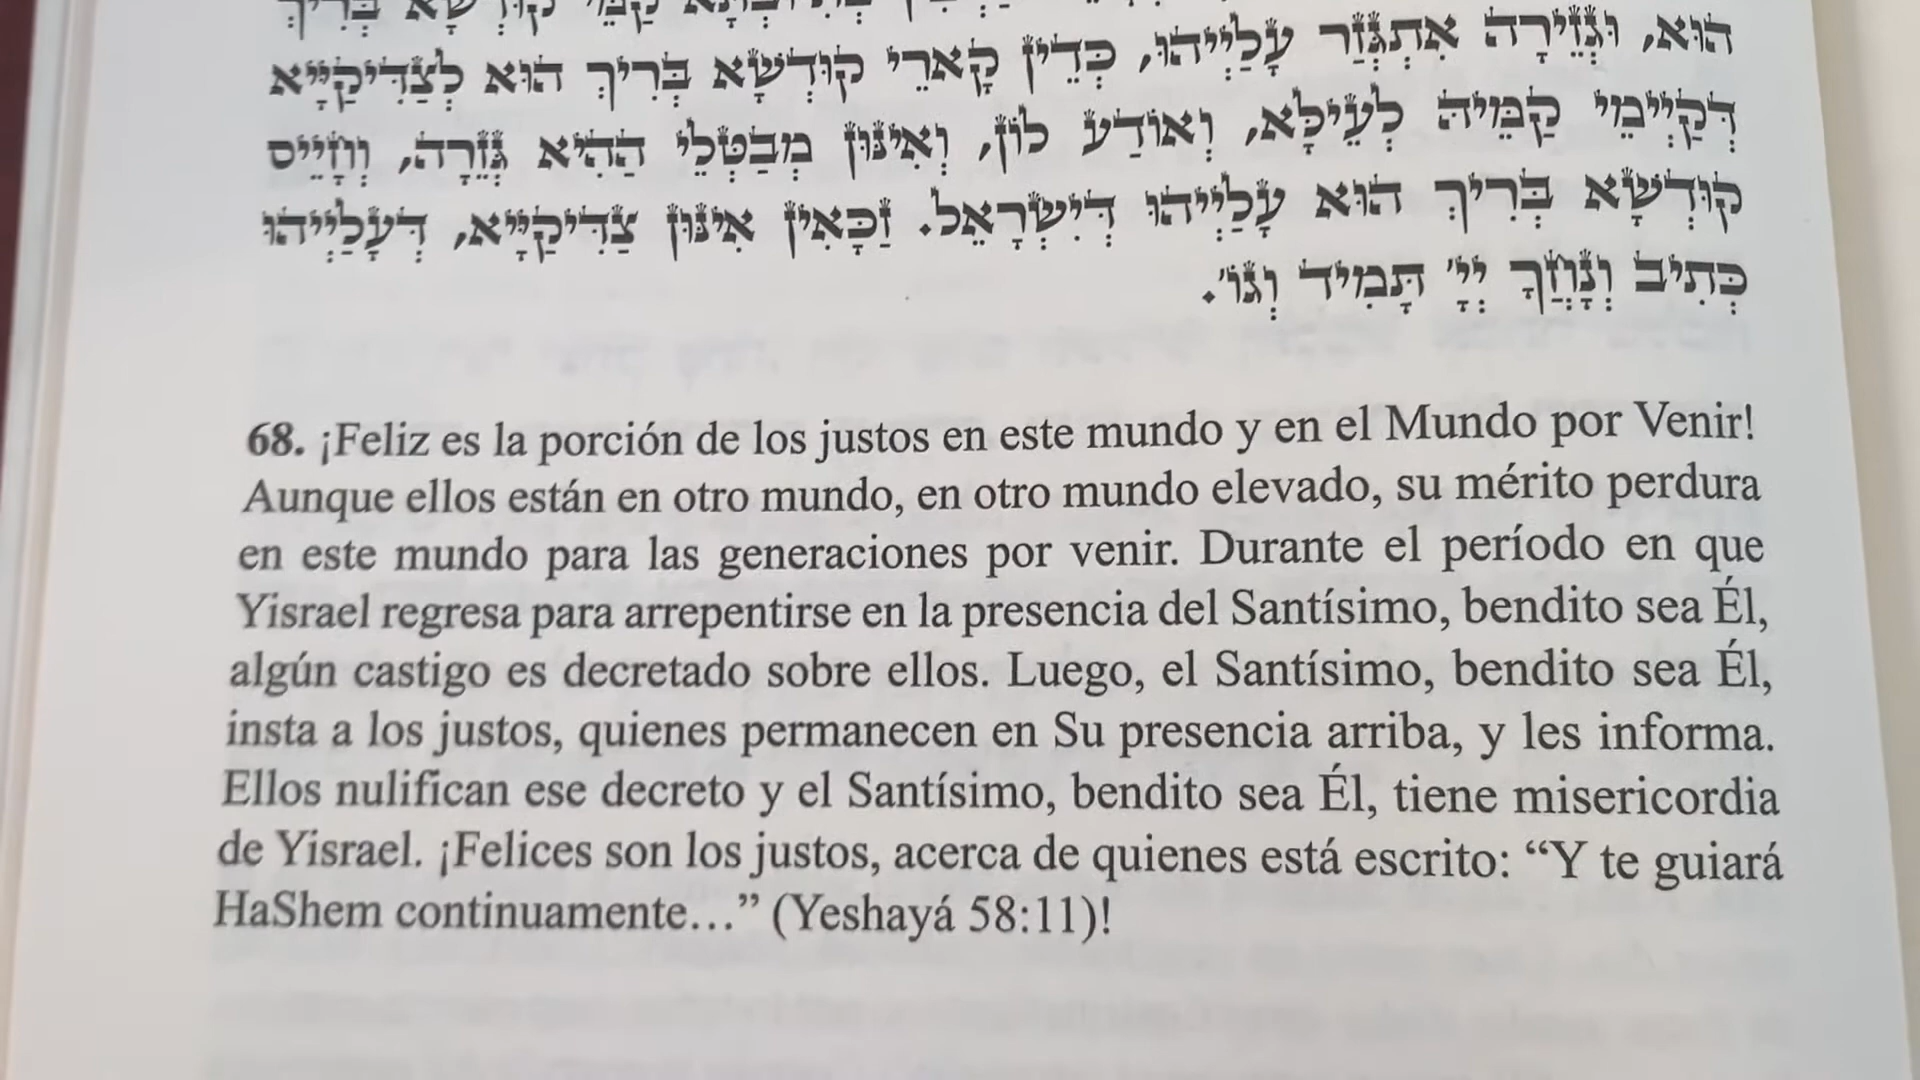 הוּא, וּגְזֵירָה אִתְגְּזַר עָלַיְיהוּ, כְּדֵין קָארֵי קוּדְשָׁא בְּרִיךְ הוּא לְצַדִּיקַיָּיא
דְּקַיְימֵי קַמֵּיהּ לְעֵילָּא, וְאוֹדַע לוֹן, וְאִינּוּן מְבַטְּלֵי הַהִיא גְּזֵרָה, וְחָיֵיס
קוּדְשָׁא בְּרִיךְ הוּא עָלַיְיהוּ דְּיִשְׂרָאֵל. זַכָּאִין אִינּוּן צַדִּיקַיָּיא, דְּעָלַיְיהוּ
כְּתִיב וְנָחֲךָ יְיָ' תָּמִיד וְגוֹ'.
68. ¡Feliz es la porción de los justos en este mundo y en el Mundo por Venir!
Aunque ellos están en otro mundo, en otro mundo elevado, su mérito perdura
en este mundo para las generaciones por venir. Durante el período en que
Yisrael regresa para arrepentirse en la presencia del Santísimo, bendito sea Él,
algún castigo es decretado sobre ellos. Luego, el Santísimo, bendito sea Él,
insta a los justos, quienes permanecen en Su presencia arriba, y les informa.
Ellos nulifican ese decreto y el Santísimo, bendito sea Él, tiene misericordia
de Yisrael. ¡Felices son los justos, acerca de quienes está escrito: “Y te guiará
HaShem continuamente…” (Yeshayá 58:11)!